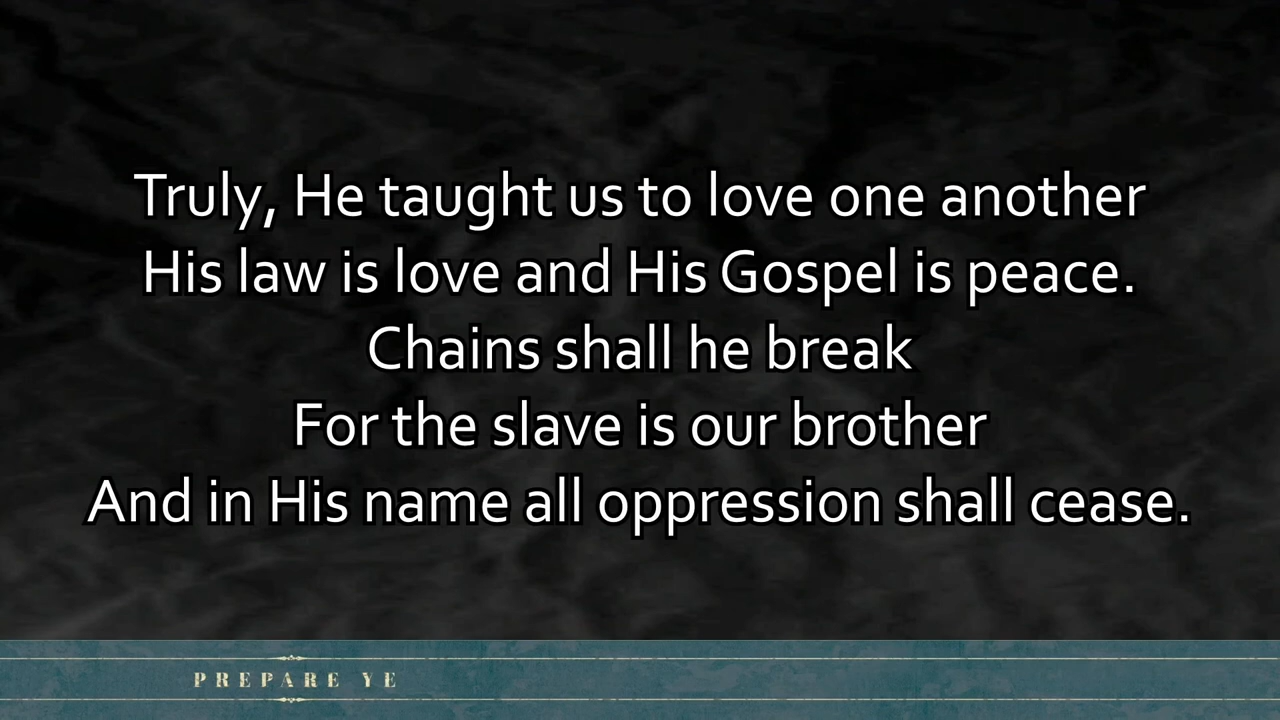 Truly, He taught us to love one another
His law is love and His Gospel is peace.
Chains shall he break
For the slave is our brother
And in His name all oppression shall cease.
PREPARE YE